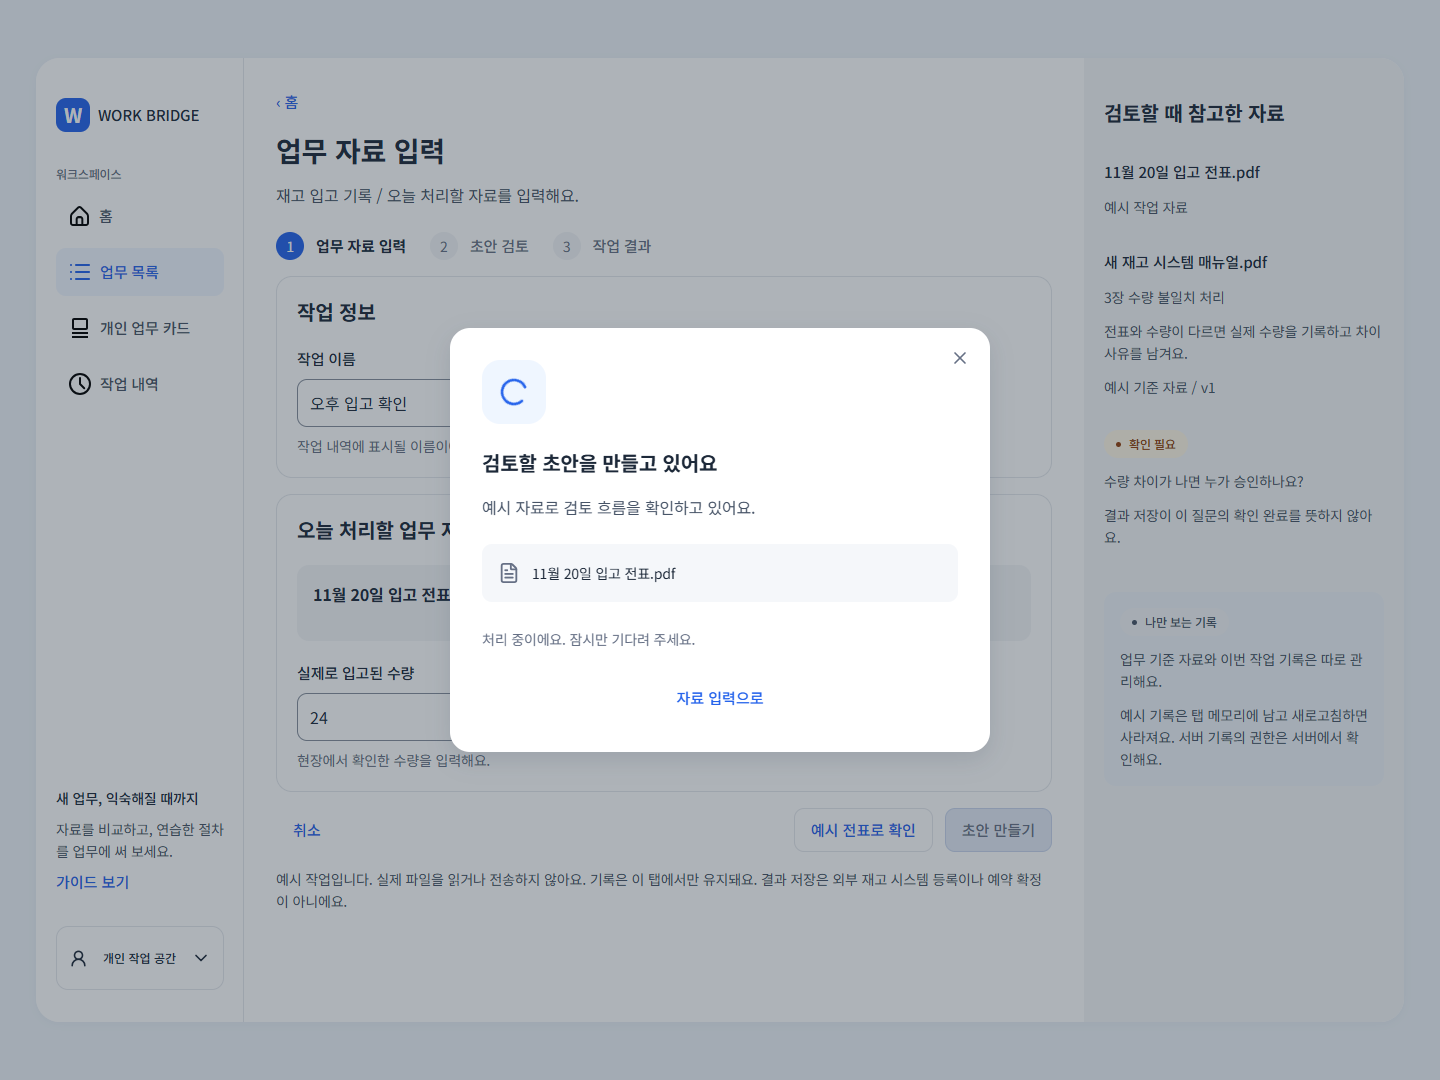 W WORK BRIDGE
워크스페이스
홈
업무 목록
개인 업무 카드
작업 내역
새 업무, 익숙해질 때까지
자료를 비교하고, 연습한 절차
를 업무에 써 보세요.
가이드 보기
개인 작업 공간
‹ 홈
업무 자료 입력
재고 입고 기록 / 오늘 처리할 자료를 입력해요.
1 업무 자료 입력 2 초안 검토 3 작업 결과
작업 정보
작업 이름
오후 입고 확인
작업 내역에 표시될 이름이
오늘 처리할 업무
11월 20일 입고 전표
실제로 입고된 수량
24
현장에서 확인한 수량을 입력해요.
취소
예시 전표로 확인
초안 만들기
예시 작업입니다. 실제 파일을 읽거나 전송하지 않아요. 기록은 이 탭에서만 유지돼요. 결과 저장은 외부 재고 시스템 등록이나 예약 확정
이 아니에요.
검토할 초안을 만들고 있어요
예시 자료로 검토 흐름을 확인하고 있어요.
11월 20일 입고 전표.pdf
처리 중이에요. 잠시만 기다려 주세요.
자료 입력으로
검토할 때 참고한 자료
11월 20일 입고 전표.pdf
예시 작업 자료
새 재고 시스템 매뉴얼.pdf
3장 수량 불일치 처리
전표와 수량이 다르면 실제 수량을 기록하고 차이
사유를 남겨요.
예시 기준 자료 / v1
확인 필요
수량 차이가 나면 누가 승인하나요?
결과 저장이 이 질문의 확인 완료를 뜻하지 않아
요.
나만 보는 기록
업무 기준 자료와 이번 작업 기록은 따로 관
리해요.
예시 기록은 탭 메모리에 남고 새로고침하면
사라져요. 서버 기록의 권한은 서버에서 확
인해요.